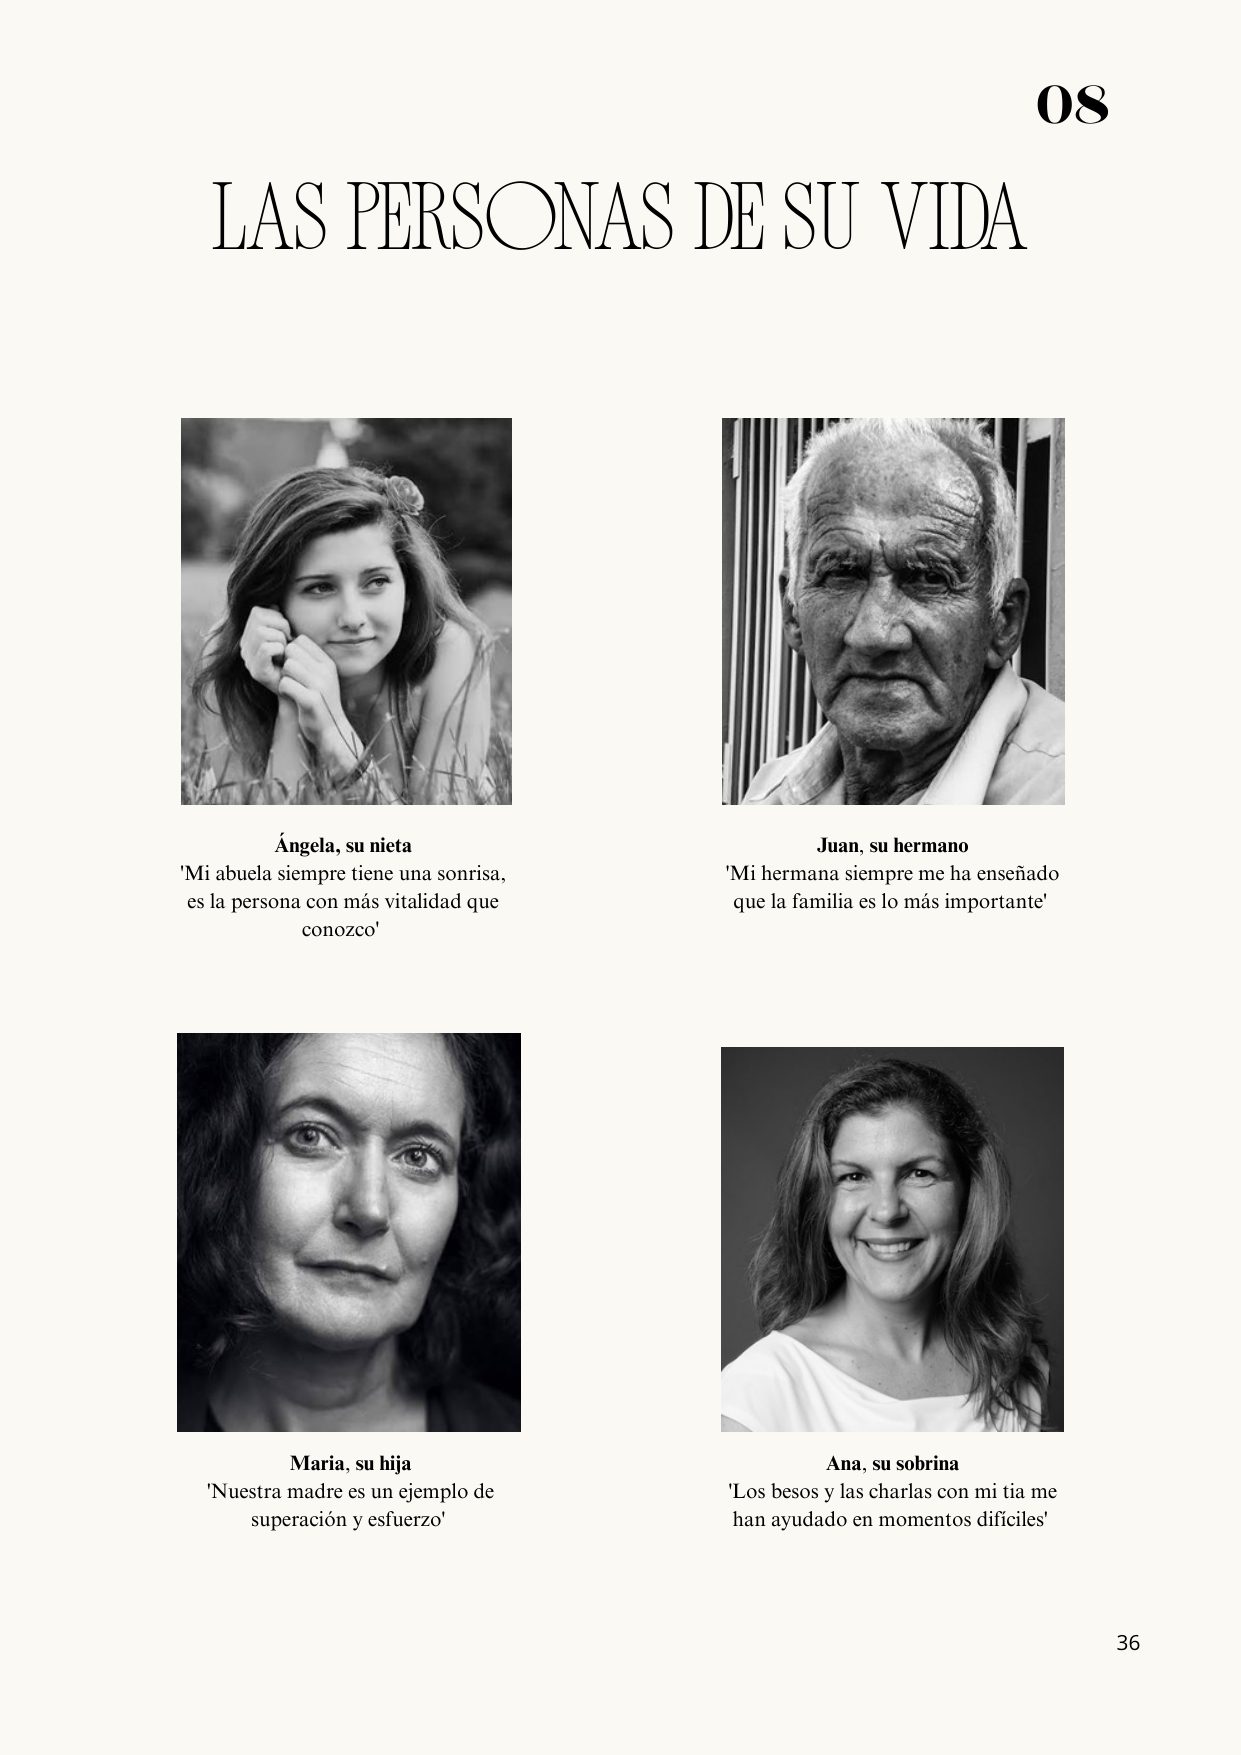 08
LAS PERSONAS DE SU VIDA
Ángela, su nieta
'Mi abuela siempre tiene una sonrisa,
es la persona con más vitalidad que
conozco'
Juan, su hermano
'Mi hermana siempre me ha enseñado
que la familia es lo más importante'
Maria, su hija
'Nuestra madre es un ejemplo de
superación y esfuerzo'
Ana, su sobrina
'Los besos y las charlas con mi tia me
han ayudado en momentos difíciles'
36